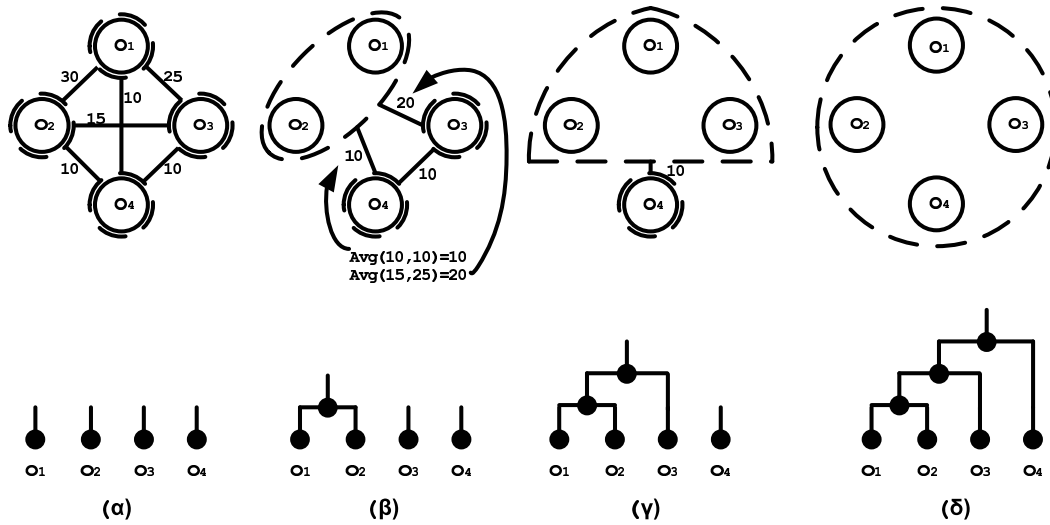 O1 O1 O1 O1
30 25 10 20
O2 15 O3 O2 O3 O2 O3 O2 O3
10 10 10 10 10
O4 O4 O4 O4
Avg(10,10)=10
Avg(15,25)=20
O1 O2 O3 O4 O1 O2 O3 O4 O1 O2 O3 O4 O1 O2 O3 O4
(α) (β) (γ) (δ)